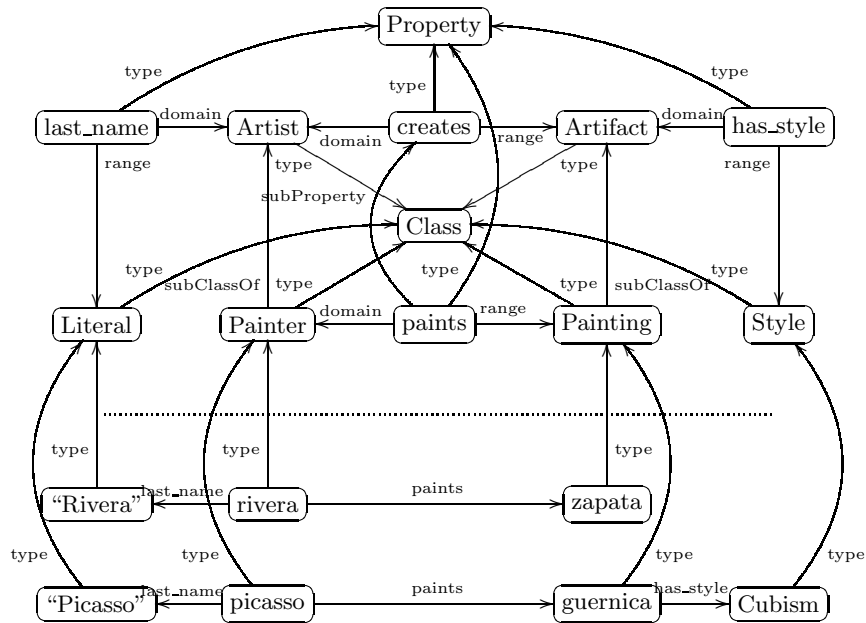 Property
type
type
type
last_name
domain
Artist
domain
creates
range
Artifact
domain
has_style
range
type
type
range
subProperty
Class
type
subClassOf
type
type
type
subClassOf
type
Literal
Painter
domain
paints
range
Painting
Style
type
type
type
“Rivera”
last_name
rivera
paints
zapata
type
type
type
type
“Picasso”
last_name
picasso
paints
guernica
has_style
Cubism